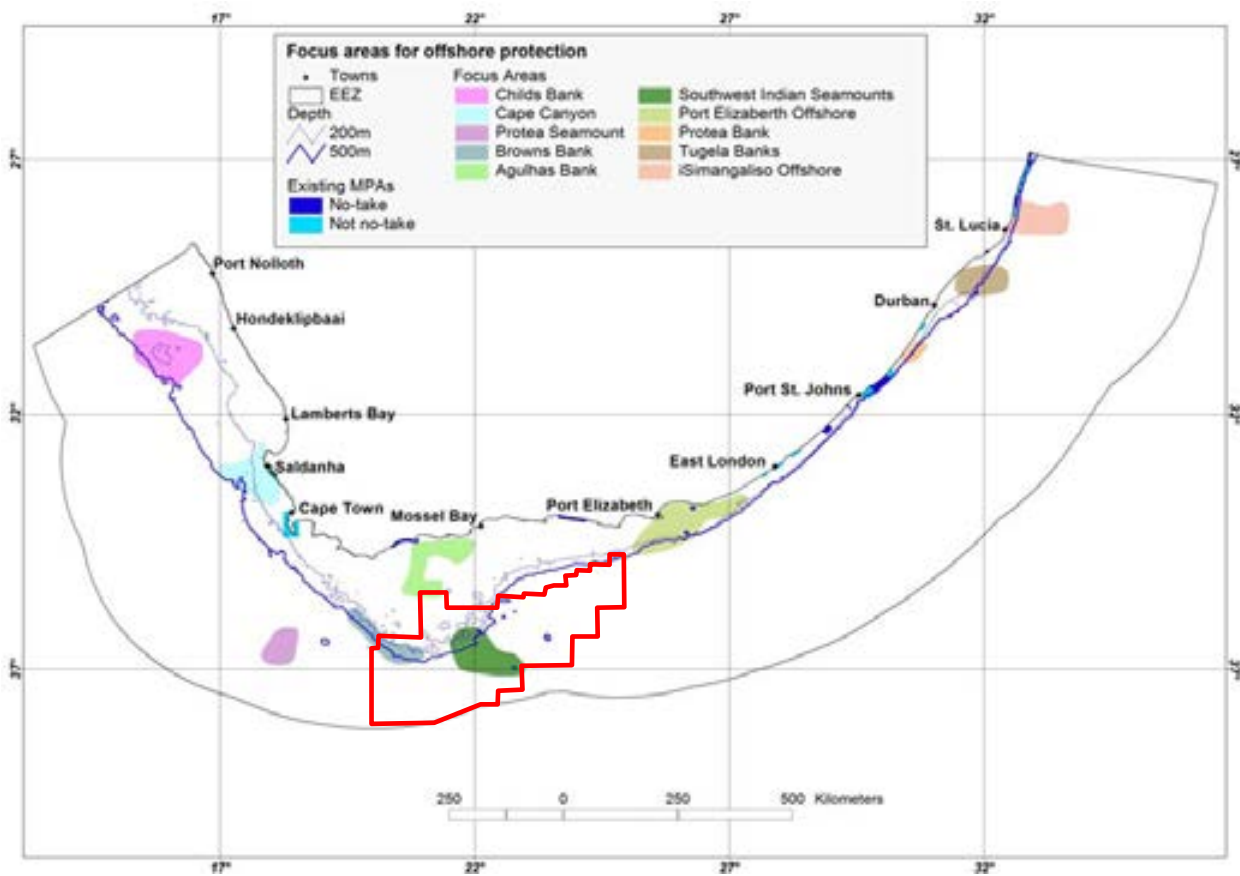 17° 22° 27° 32°
Focus areas for offshore protection
Towns
EEZ
Depth
200m
500m
Existing MPAs
No-take
Not no-take
Focus Areas
Childs Bank
Cape Canyon
Protea Seamount
Browns Bank
Agulhas Bank
Southwest Indian Seamounts
Port Elizaberth Offshore
Protea Bank
Tugela Banks
iSimangaliso Offshore
27° 27°
St. Lucia
Port Nolloth
Durban
Hondeklipbaai
Port St. Johns
Lamberts Bay
32° 32°
East London
Saldanha
Cape Town
Mossel Bay
Port Elizabeth
37° 37°
250 0 250 500 Kilometers
17° 22° 27° 32°